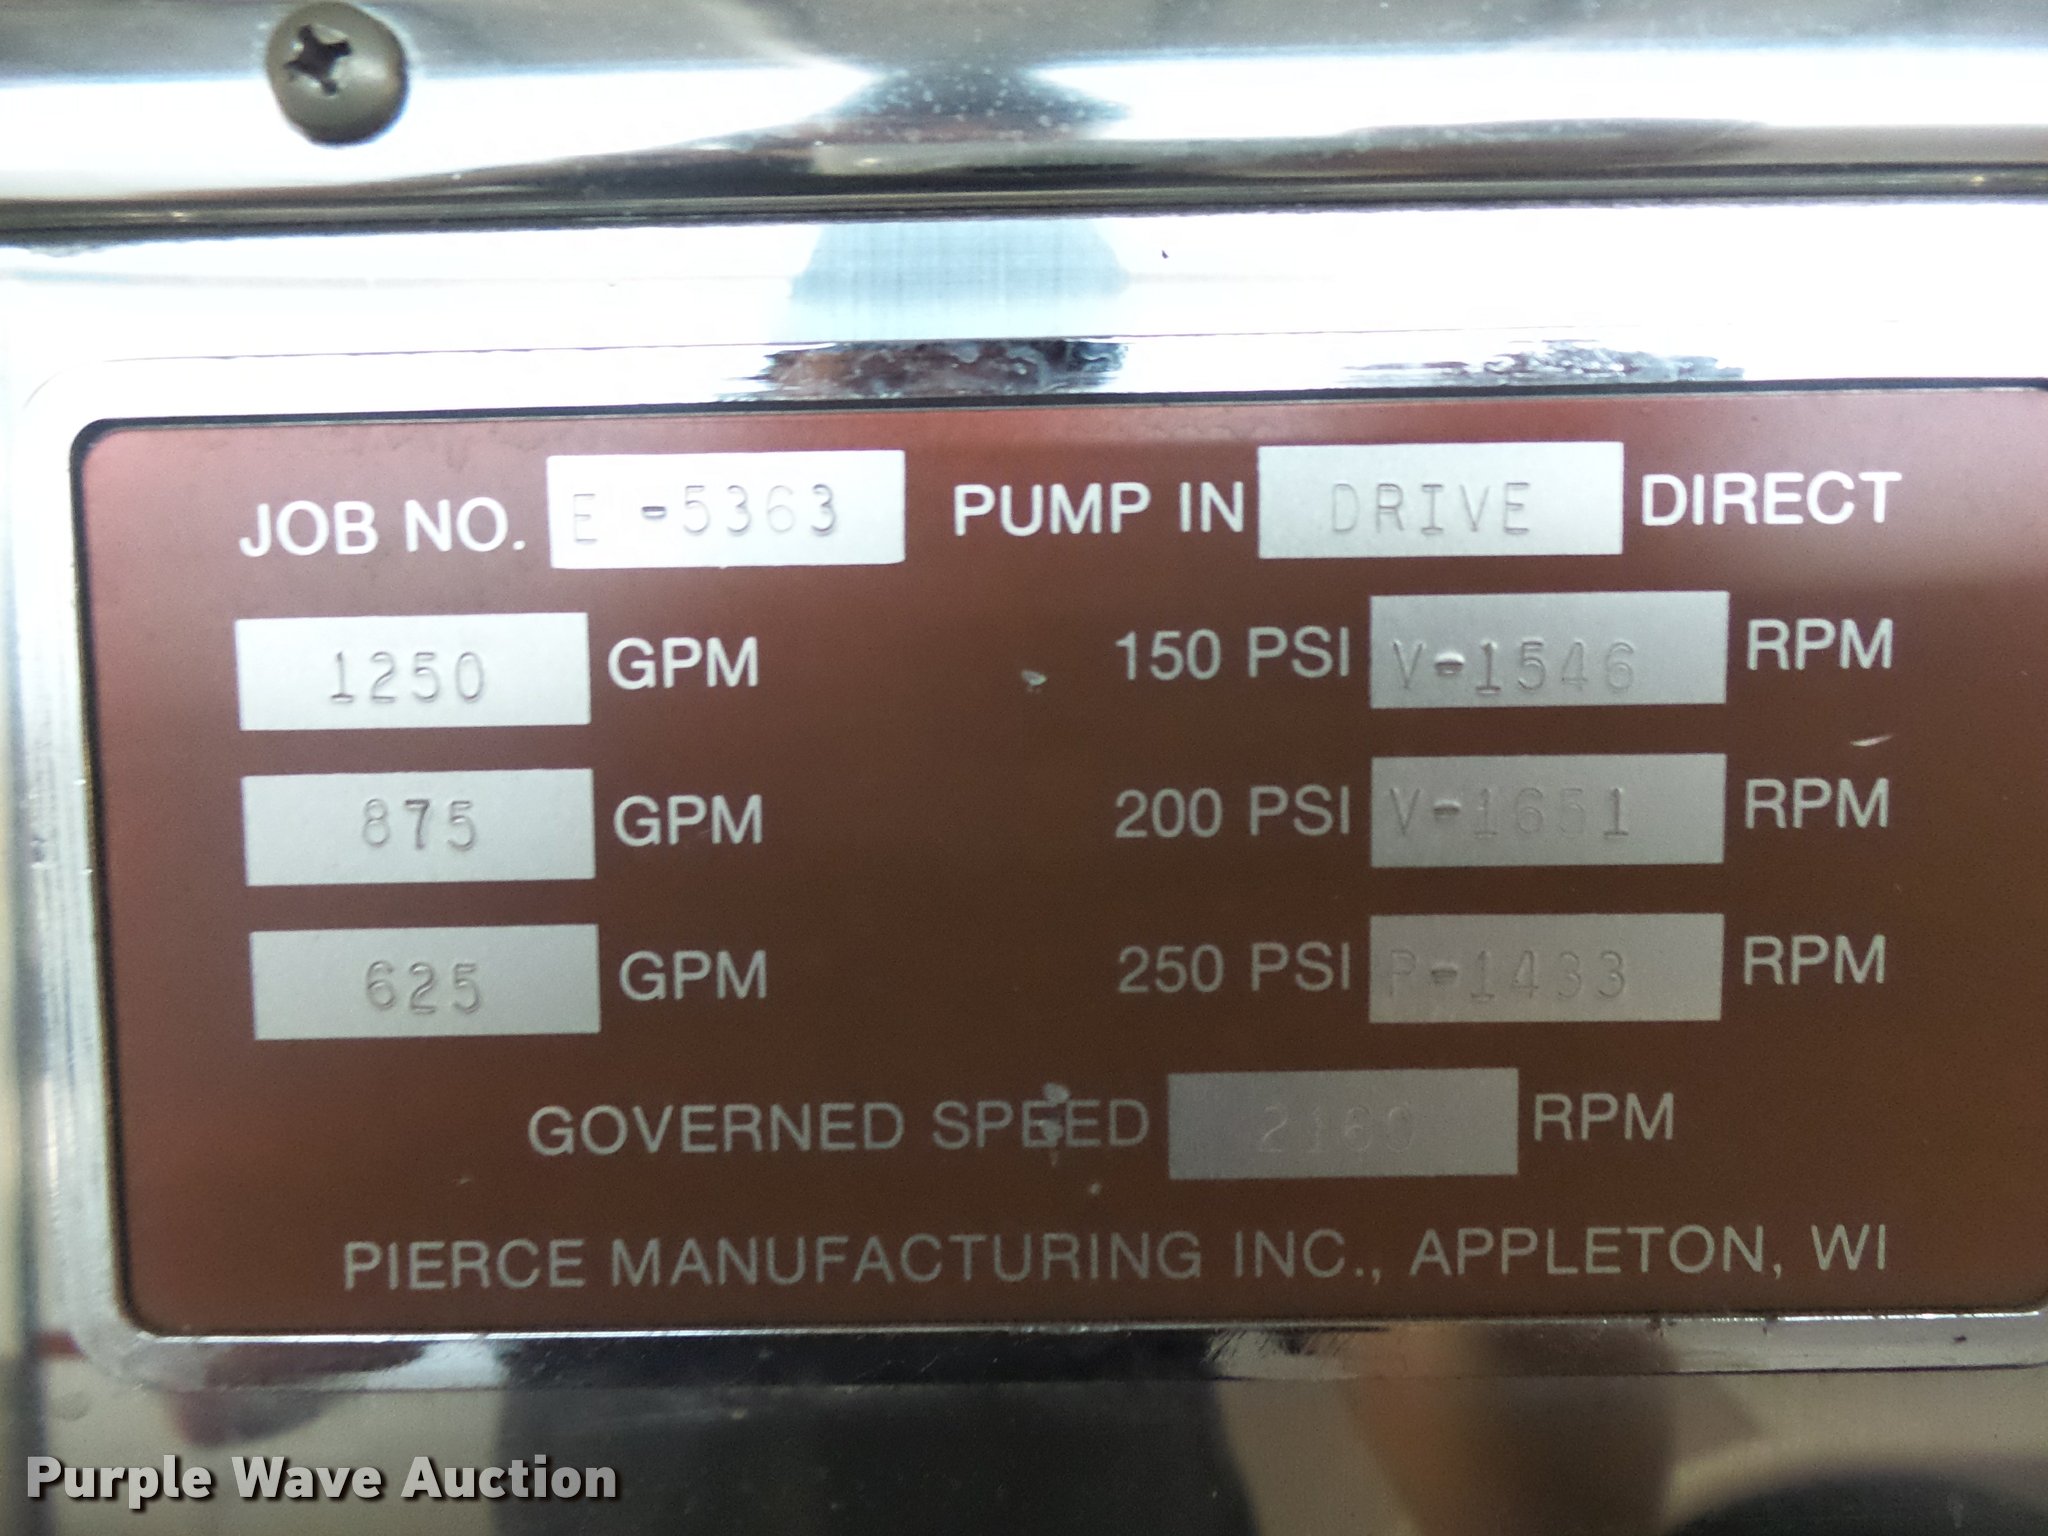 JOB NO. E-5363 PUMP IN DRIVE DIRECT
1250 GPM 150 PSI V-1546 RPM
875 GPM 200 PSI V-1651 RPM
625 GPM 250 PSI P-1433 RPM
GOVERNED SPEED 2160 RPM
PIERCE MANUFACTURING INC., APPLETON, WI
Purple Wave Auction